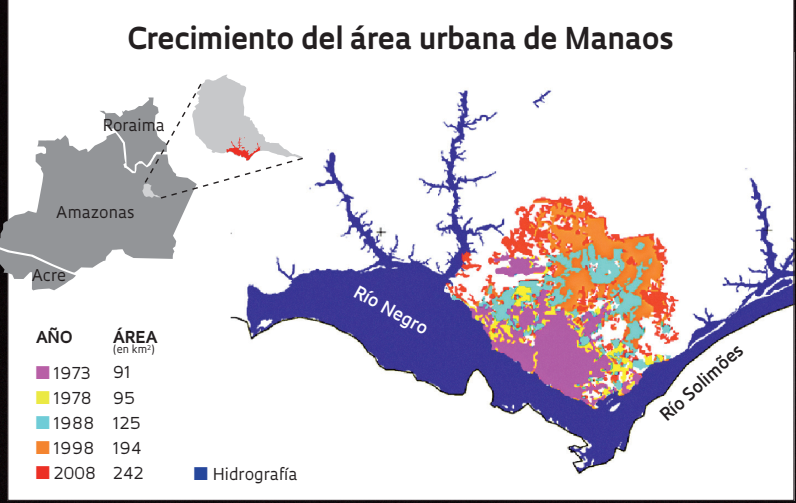 Crecimiento del área urbana de Manaos
Roraima
Amazonas
Acre
Río Negro
Río Solimões
AÑO ÁREA
(en km²)
1973 91
1978 95
1988 125
1998 194
2008 242
Hidrografía